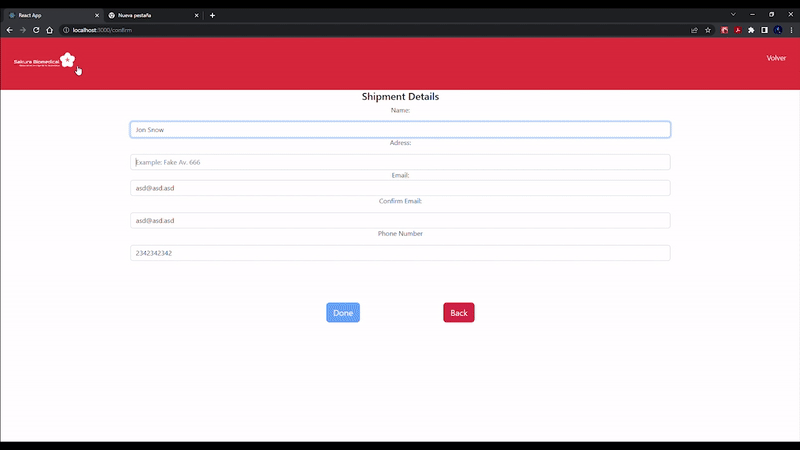 React App
Nueva pestaña
localhost:3000/confirm
Sakura Biomedical
Volver
Shipment Details
Name:
Jon Snow
Adress:
Example: Fake Av. 666
Email:
asd@asd.asd
Confirm Email:
asd@asd.asd
Phone Number
2342342342
Done
Back